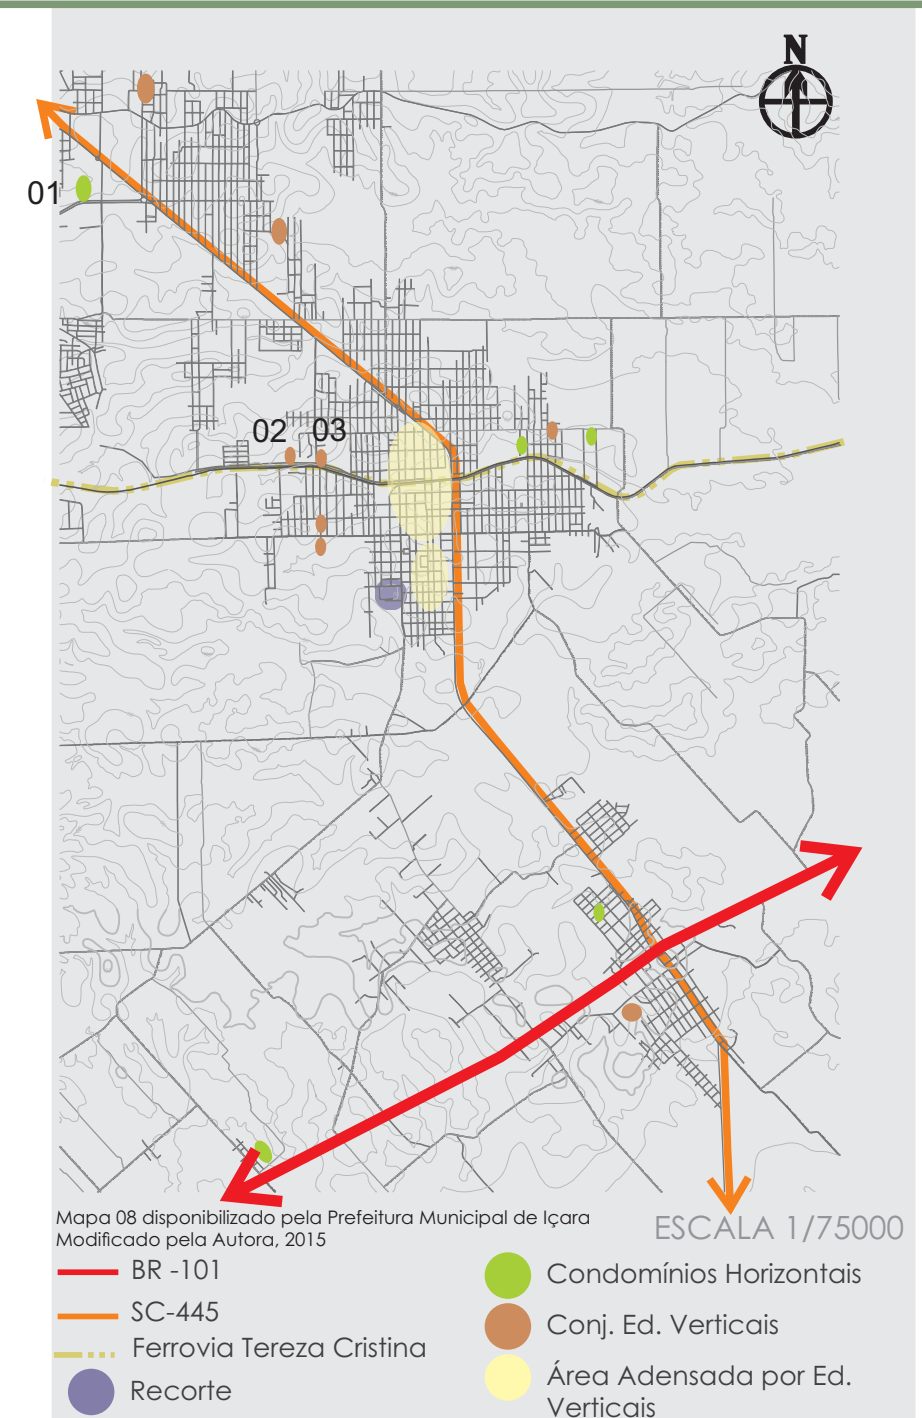 N
01
02
03
Mapa 08 disponibilizado pela Prefeitura Municipal de Içara
Modificado pela Autora, 2015
ESCALA 1/75000
BR -101
SC-445
Ferrovia Tereza Cristina
Recorte
Condomínios Horizontais
Conj. Ed. Verticais
Área Adensada por Ed.
Verticais